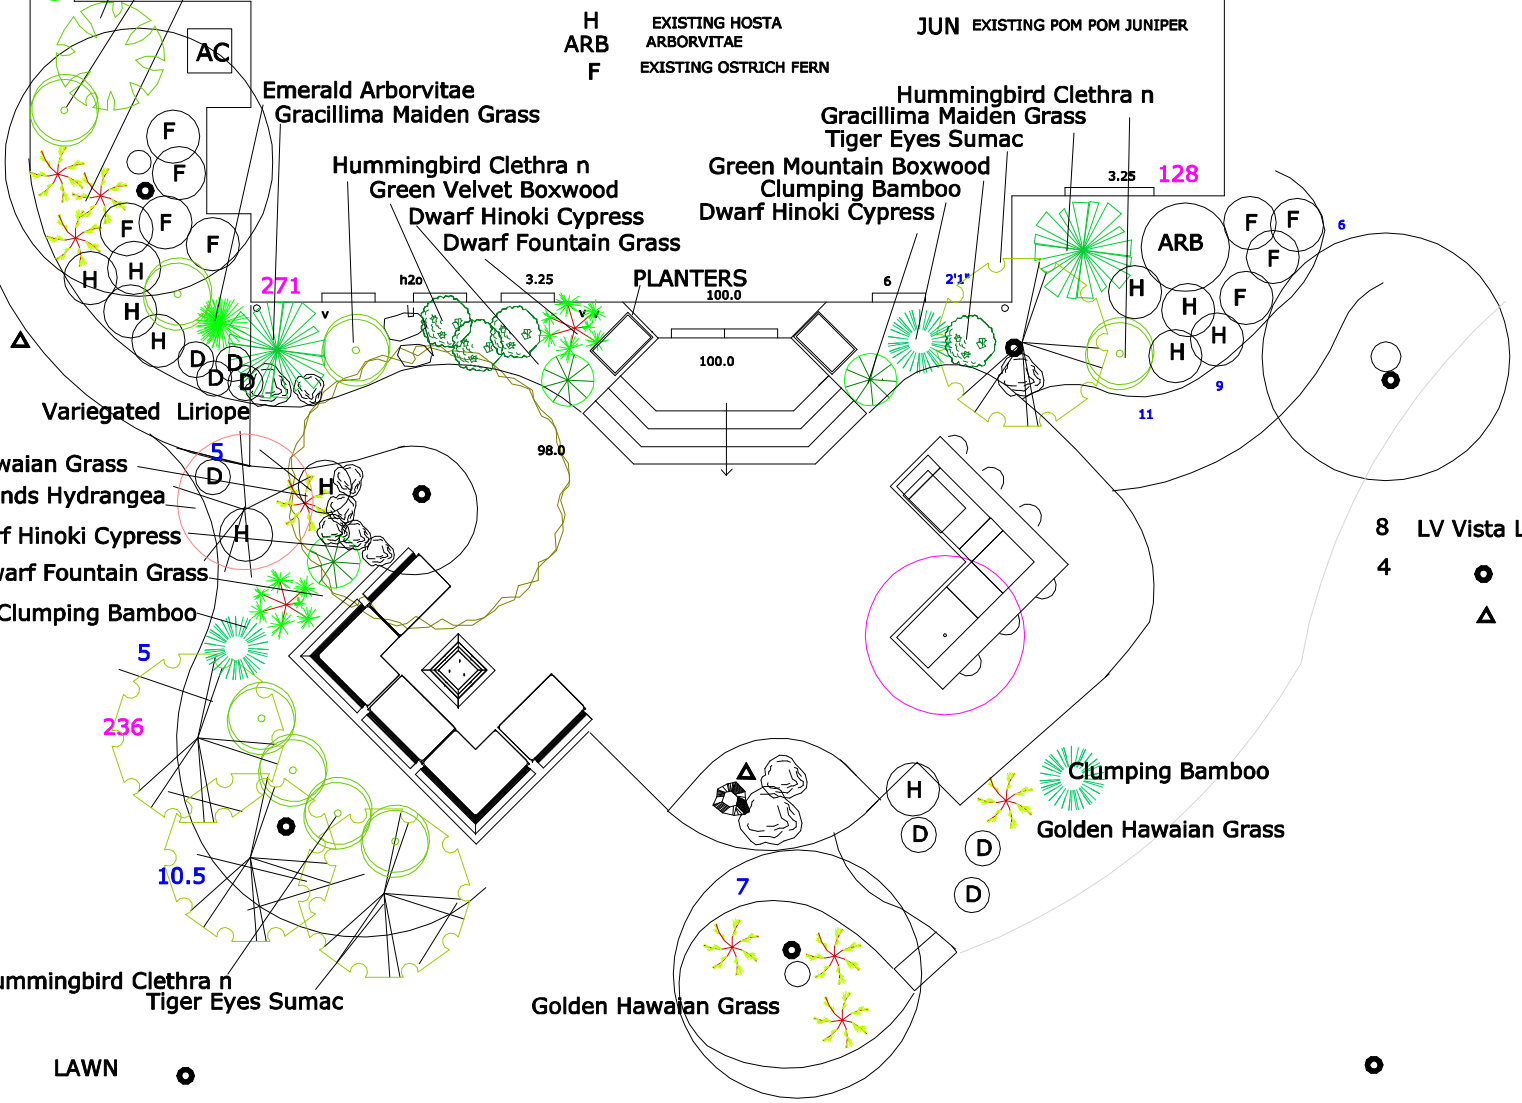 H EXISTING HOSTA
JUN EXISTING POM POM JUNIPER
ARB ARBORVITAE
F EXISTING OSTRICH FERN
AC
Emerald Arborvitae
Gracillima Maiden Grass
Hummingbird Clethra n
Gracillima Maiden Grass
Tiger Eyes Sumac
F
Hummingbird Clethra n
Green Mountain Boxwood
F
3.25
128
Green Velvet Boxwood
Clumping Bamboo
Dwarf Hinoki Cypress
Dwarf Hinoki Cypress
F
F
F
F
F
6
Dwarf Fountain Grass
ARB
F
F
H
H
271
h2o
3.25
PLANTERS
6
2'1"
H
F
100.0
H
v
v v
H
H
H
D
D
100.0
H
D
D
9
Variegated Liriope
11
5
98.0
waian Grass
D
H
nds Hydrangea
8 LV Vista L
rf Hinoki Cypress
H
4
warf Fountain Grass
Clumping Bamboo
5
236
Clumping Bamboo
H
Golden Hawaian Grass
D
D
10.5
7
D
ummingbird Clethra n
Tiger Eyes Sumac
Golden Hawaian Grass
LAWN